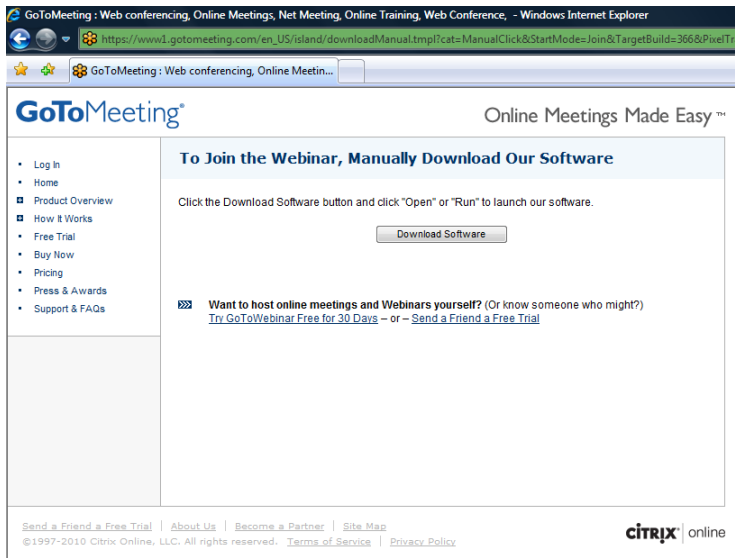 GoToMeeting : Web conferencing, Online Meetings, Net Meeting, Online Training, Web Conference, - Windows Internet Explorer
https://www1.gotomeeting.com/en_US/island/downloadManual.tmpl?cat=ManualClick&StartMode=Join&TargetBuild=366&PixelTr
GoToMeeting : Web conferencing, Online Meetin...
GoToMeeting®
Online Meetings Made Easy ™
To Join the Webinar, Manually Download Our Software
Log In
Home
Product Overview
How It Works
Free Trial
Buy Now
Pricing
Press & Awards
Support & FAQs
Click the Download Software button and click "Open" or "Run" to launch our software.
Download Software
Want to host online meetings and Webinars yourself? (Or know someone who might?)
Try GoToWebinar Free for 30 Days – or – Send a Friend a Free Trial
Send a Friend a Free Trial | About Us | Become a Partner | Site Map
©1997-2010 Citrix Online, LLC. All rights reserved. Terms of Service | Privacy Policy
CITRIX® online